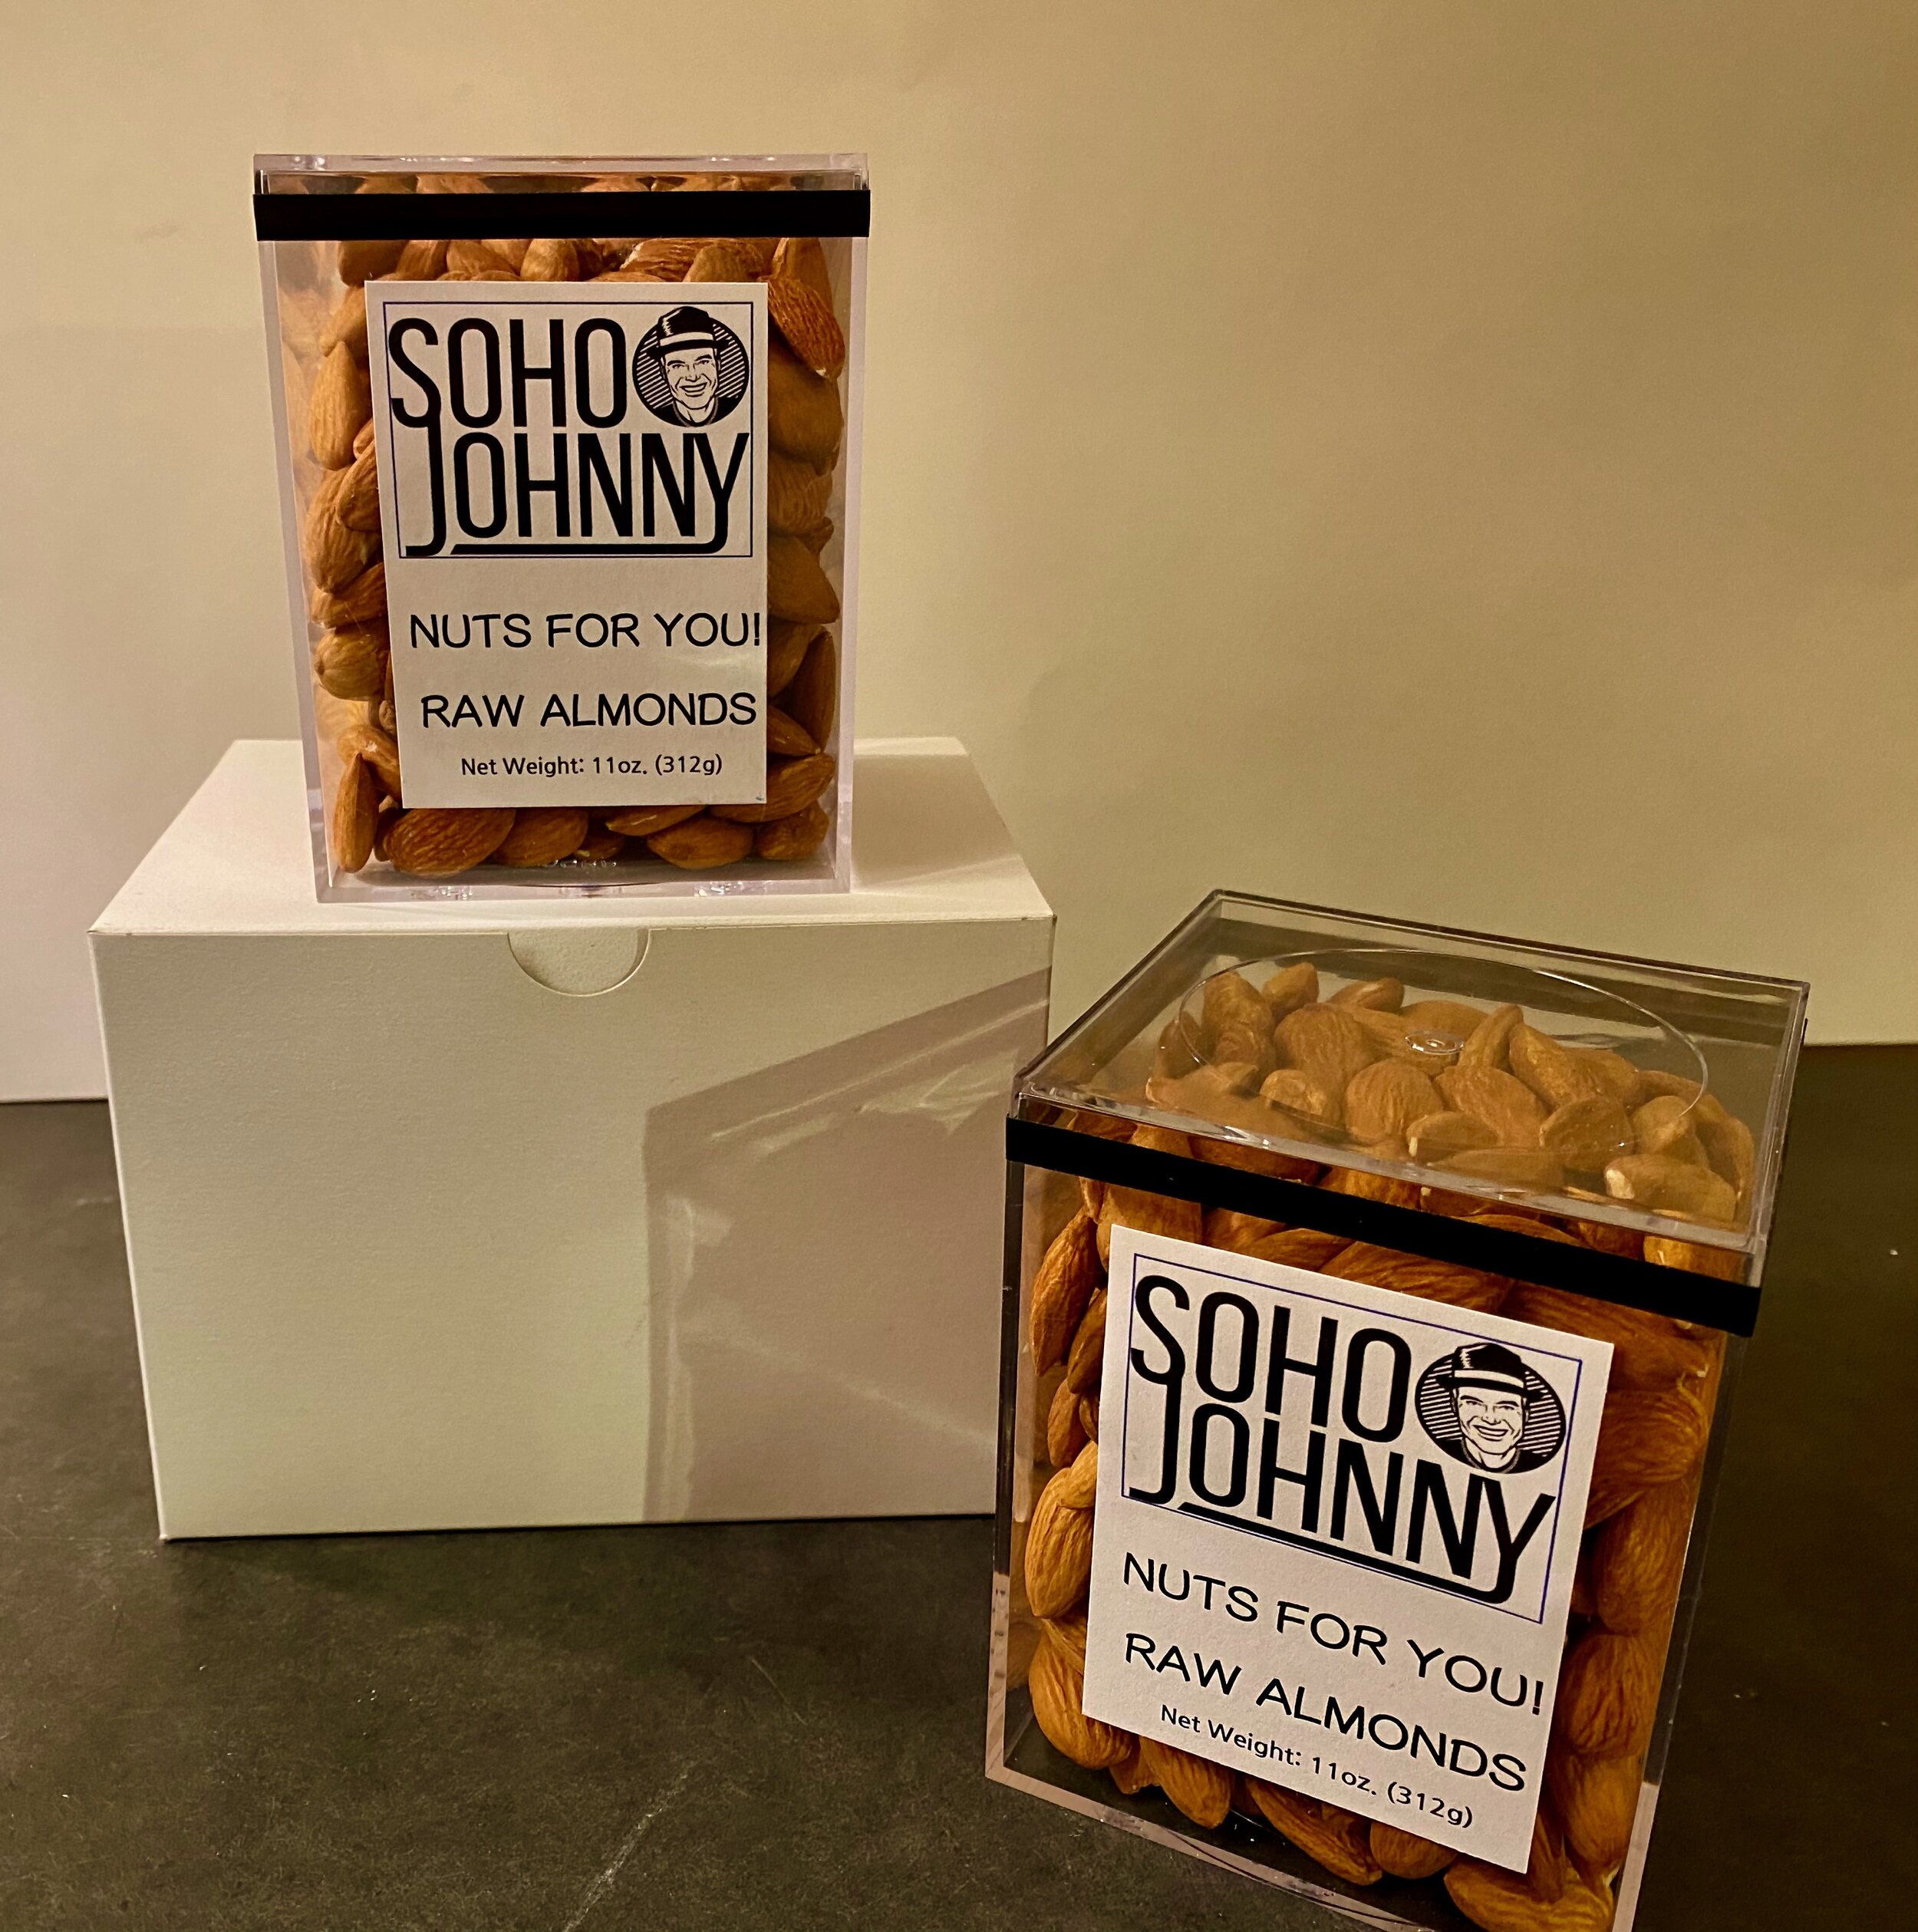 SOHO
JOHNNY
NUTS FOR YOU!
RAW ALMONDS
Net Weight: 11oz. (312g)
SOHO
JOHNNY
NUTS FOR YOU!
RAW ALMONDS
Net Weight: 11oz. (312g)